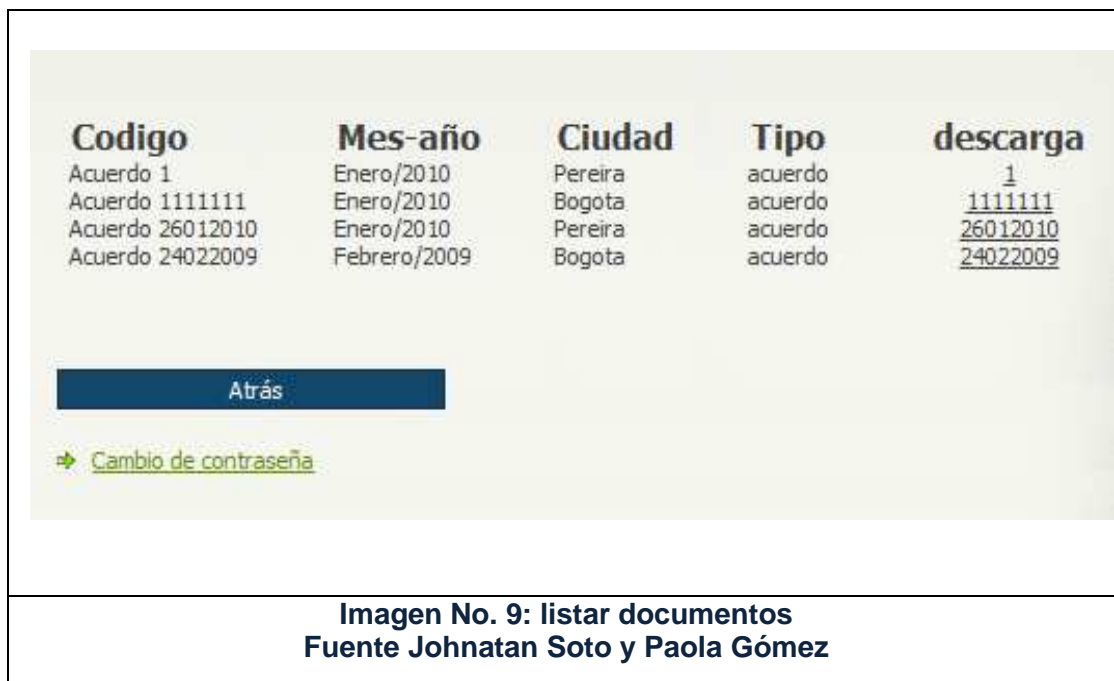 Codigo Mes-año Ciudad Tipo descarga
Acuerdo 1 Enero/2010 Pereira acuerdo 1
Acuerdo 1111111 Enero/2010 Bogota acuerdo 1111111
Acuerdo 26012010 Enero/2010 Pereira acuerdo 26012010
Acuerdo 24022009 Febrero/2009 Bogota acuerdo 24022009
Atrás
Cambio de contraseña
Imagen No. 9: listar documentos
Fuente Johnatan Soto y Paola Gómez